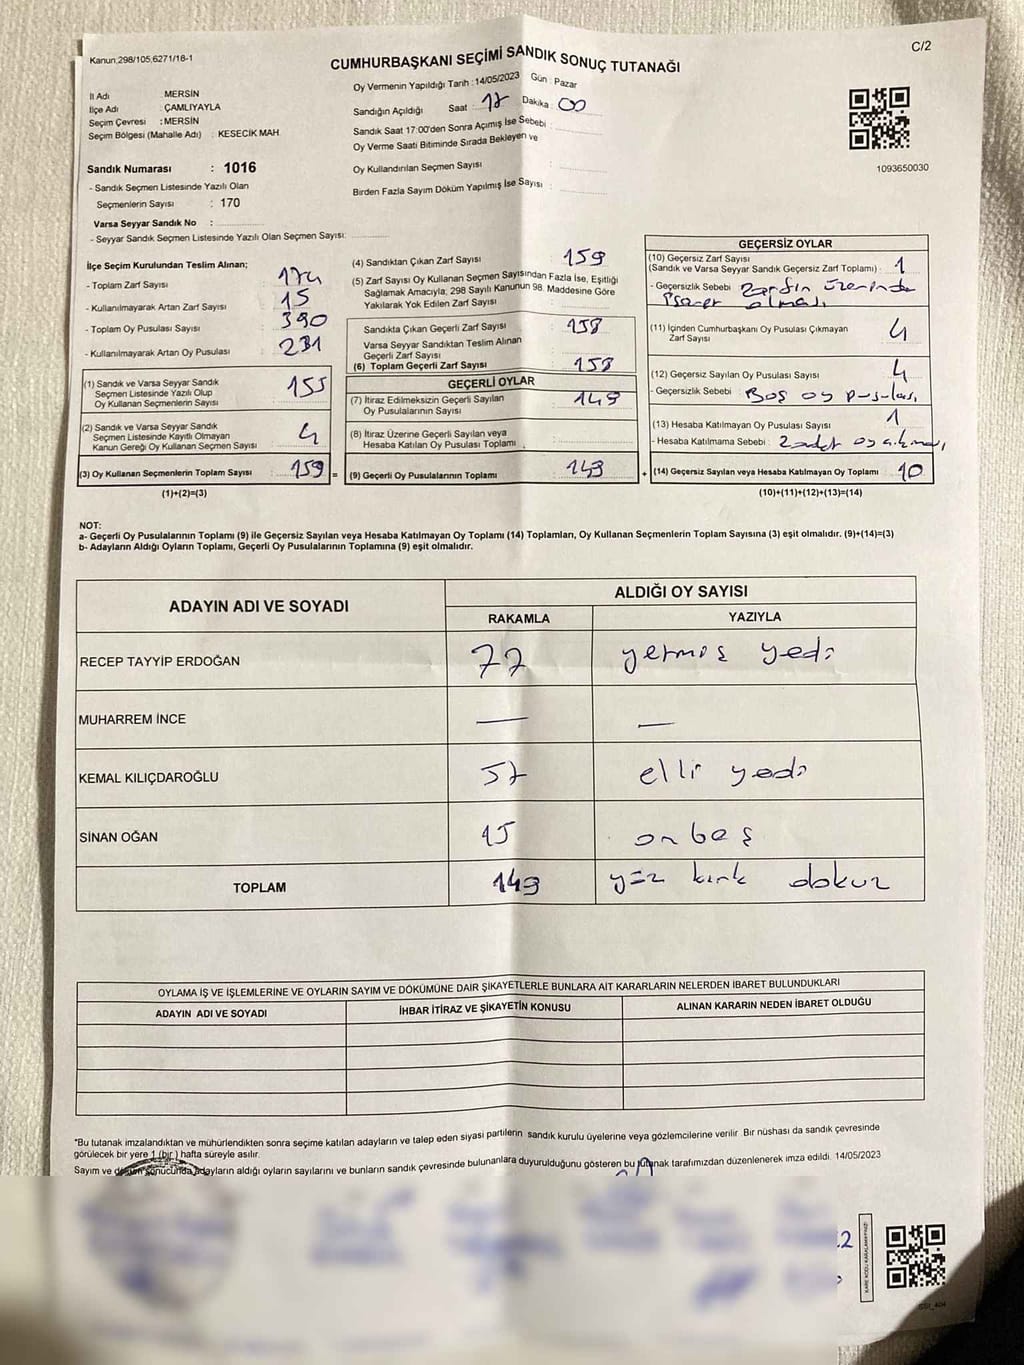 Kanun,298/105,6271/18-1
C/2
CUMHURBAŞKANI SEÇİMİ SANDIK SONUÇ TUTANAĞI
İl Adı : MERSİN
İlçe Adı : ÇAMLIYAYLA
Seçim Çevresi : MERSİN
Seçim Bölgesi (Mahalle Adı) : KESECİK MAH.
Sandık Numarası : 1016
- Sandık Seçmen Listesinde Yazılı Olan
Seçmenlerin Sayısı : 170
Varsa Seyyar Sandık No :
- Seyyar Sandık Seçmen Listesinde Yazılı Olan Seçmen Sayısı:
Oy Vermenin Yapıldığı Tarih : 14/05/2023 Gün : Pazar
Sandığın Açıldığı Saat : 17 Dakika : 00
Sandık Saat 17:00'den Sonra Açımış İse Sebebi :
Oy Verme Saati Bitiminde Sırada Bekleyen ve
Oy Kullandırılan Seçmen Sayısı :
Birden Fazla Sayım Döküm Yapılmış İse Sayısı :
1093650030
İlçe Seçim Kurulundan Teslim Alınan;
- Toplam Zarf Sayısı : 174
- Kullanılmayarak Artan Zarf Sayısı : 15
- Toplam Oy Pusulası Sayısı : 390
- Kullanılmayarak Artan Oy Pusulası : 231
(1) Sandık ve Varsa Seyyar Sandık
Seçmen Listesinde Yazılı Olup
Oy Kullanan Seçmenlerin Sayısı : 155
(2) Sandık ve Varsa Seyyar Sandık
Seçmen Listesinde Kayıtlı Olmayan
Kanun Gereği Oy Kullanan Seçmen Sayısı : 4
(3) Oy Kullanan Seçmenlerin Toplam Sayısı : 159 =
(1)+(2)=(3)
(4) Sandıktan Çıkan Zarf Sayısı : 159
(5) Zarf Sayısı Oy Kullanan Seçmen Sayısından Fazla İse, Eşitliği
Sağlamak Amacıyla, 298 Sayılı Kanunun 98. Maddesine Göre
Yakılarak Yok Edilen Zarf Sayısı :
Sandıkta Çıkan Geçerli Zarf Sayısı : 158
Varsa Seyyar Sandıktan Teslim Alınan
Geçerli Zarf Sayısı :
(6) Toplam Geçerli Zarf Sayısı : 158
GEÇERLİ OYLAR
(7) İtiraz Edilmeksizin Geçerli Sayılan
Oy Pusulalarının Sayısı : 149
(8) İtiraz Üzerine Geçerli Sayılan veya
Hesaba Katılan Oy Pusulası Toplamı :
(9) Geçerli Oy Pusulalarının Toplamı : 149 +
GEÇERSİZ OYLAR
(10) Geçersiz Zarf Sayısı
(Sandık ve Varsa Seyyar Sandık Geçersiz Zarf Toplamı) : 1
- Geçersizlik Sebebi : Zarfın üzerinde
olması
(11) İçinden Cumhurbaşkanı Oy Pusulası Çıkmayan
Zarf Sayısı : 4
(12) Geçersiz Sayılan Oy Pusulası Sayısı : 4
- Geçersizlik Sebebi : Boş oy pusulası,
(13) Hesaba Katılmayan Oy Pusulası Sayısı : 1
- Hesaba Katılmama Sebebi : 2 adet oy çıkması,
(14) Geçersiz Sayılan veya Hesaba Katılmayan Oy Toplamı : 10
(10)+(11)+(12)+(13)=(14)
NOT:
a- Geçerli Oy Pusulalarının Toplamı (9) ile Geçersiz Sayılan veya Hesaba Katılmayan Oy Toplamı (14) Toplamları, Oy Kullanan Seçmenlerin Toplam Sayısına (3) eşit olmalıdır. (9)+(14)=(3)
b- Adayların Aldığı Oyların Toplamı, Geçerli Oy Pusulalarının Toplamına (9) eşit olmalıdır.
ADAYIN ADI VE SOYADI ALDIĞI OY SAYISI
RAKAMLA YAZIYLA
RECEP TAYYİP ERDOĞAN 77 yetmiş yedi
MUHARREM İNCE — —
KEMAL KILIÇDAROĞLU 57 elli yedi
SİNAN OĞAN 15 on beş
TOPLAM 149 yüz kırk dokuz
OYLAMA İŞ VE İŞLEMLERİNE VE OYLARIN SAYIM VE DÖKÜMÜNE DAİR ŞİKAYETLERLE BUNLARA AİT KARARLARIN NELERDEN İBARET BULUNDUKLARI
ADAYIN ADI VE SOYADI İHBAR İTİRAZ VE ŞİKAYETİN KONUSU ALINAN KARARIN NEDEN İBARET OLDUĞU
*Bu tutanak imzalandıktan ve mühürlendikten sonra seçime katılan adayların ve talep eden siyasi partilerin sandık kurulu üyelerine veya gözlemcilerine verilir. Bir nüshası da sandık çevresinde
görülecek bir yere 1 (bir) hafta süreyle asılır.
Sayım ve döküm sonucunda adayların aldığı oyların sayılarını ve bunların sandık çevresinde bulunanlara duyurulduğunu gösteren bu tutanak tarafımızdan düzenlenerek imza edildi. 14/05/2023